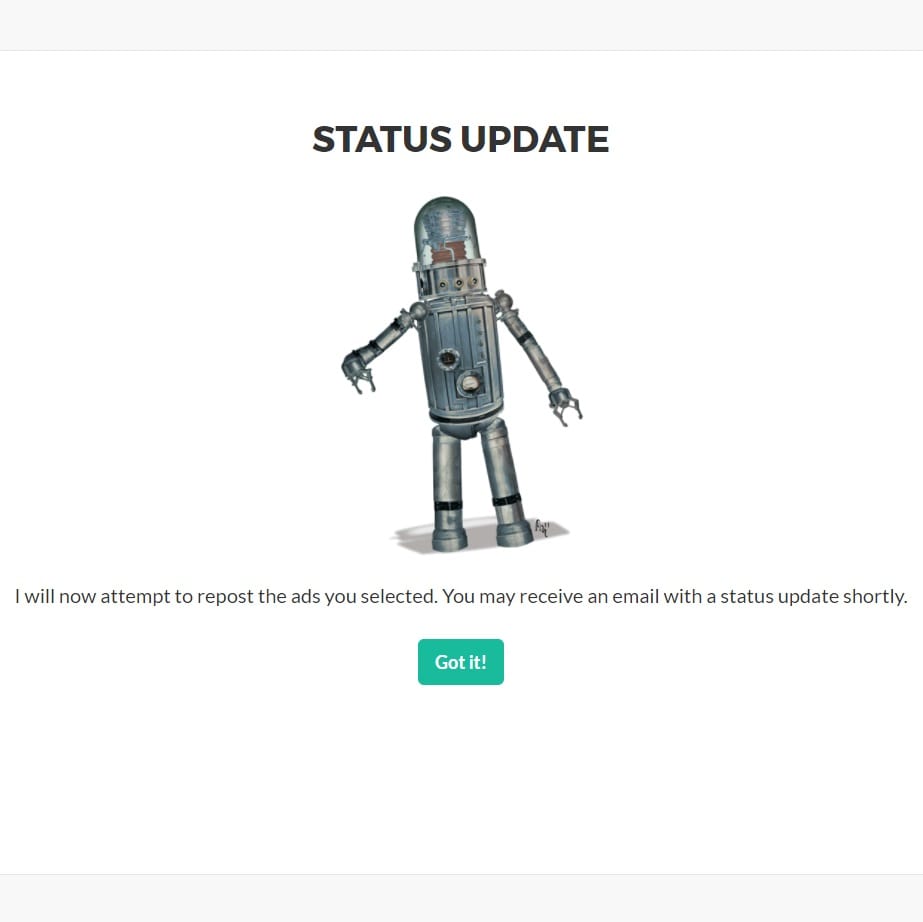 STATUS UPDATE
I will now attempt to repost the ads you selected. You may receive an email with a status update shortly.
Got it!